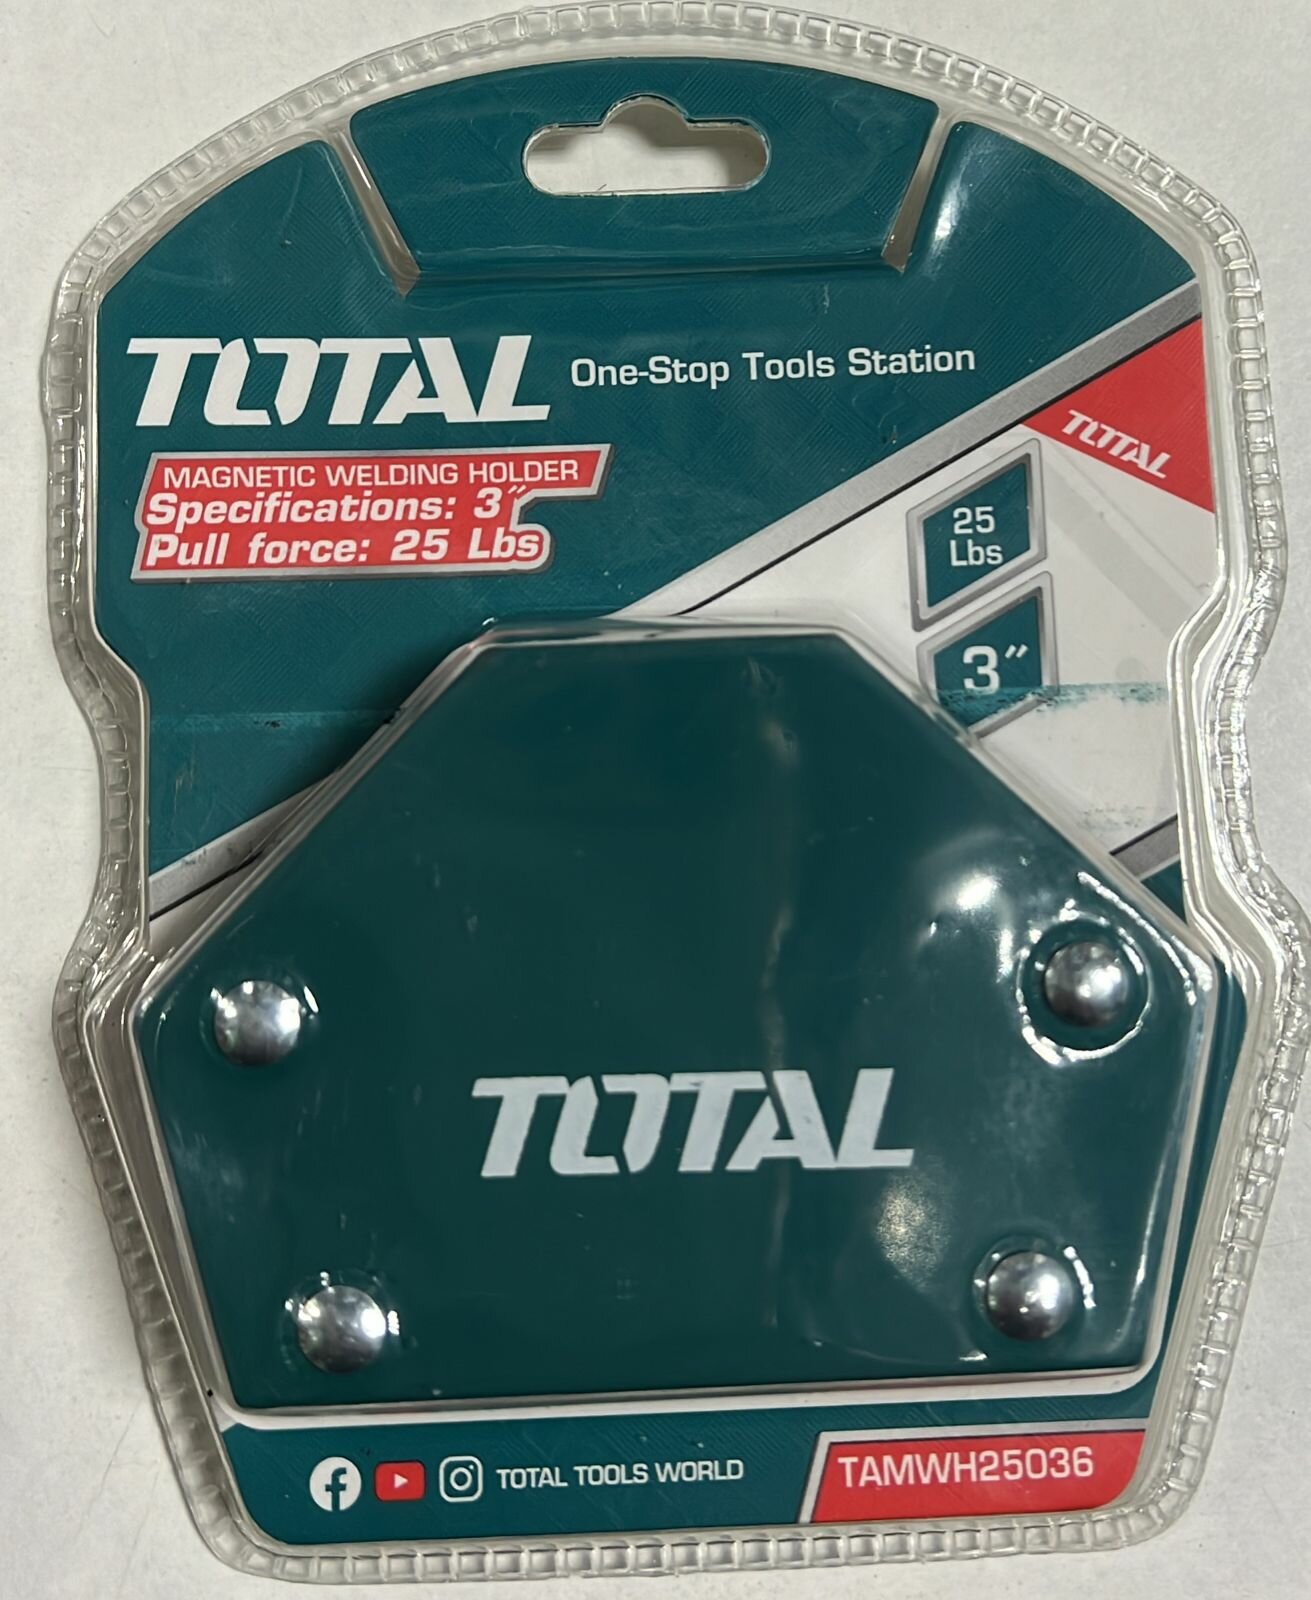 TOTAL One-Stop Tools Station
MAGNETIC WELDING HOLDER
Specifications: 3"
Pull force: 25 Lbs
TOTAL
25
Lbs
3"
TOTAL
TOTAL TOOLS WORLD
TAMWH25036